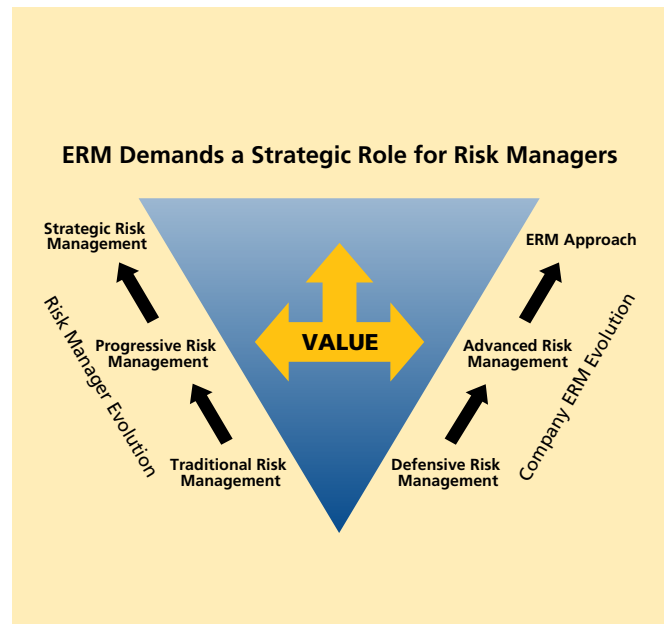 ERM Demands a Strategic Role for Risk Managers
Strategic Risk
Management
ERM Approach
Risk Manager Evolution
Progressive Risk
Management
VALUE
Advanced Risk
Management
Company ERM Evolution
Traditional Risk
Management
Defensive Risk
Management